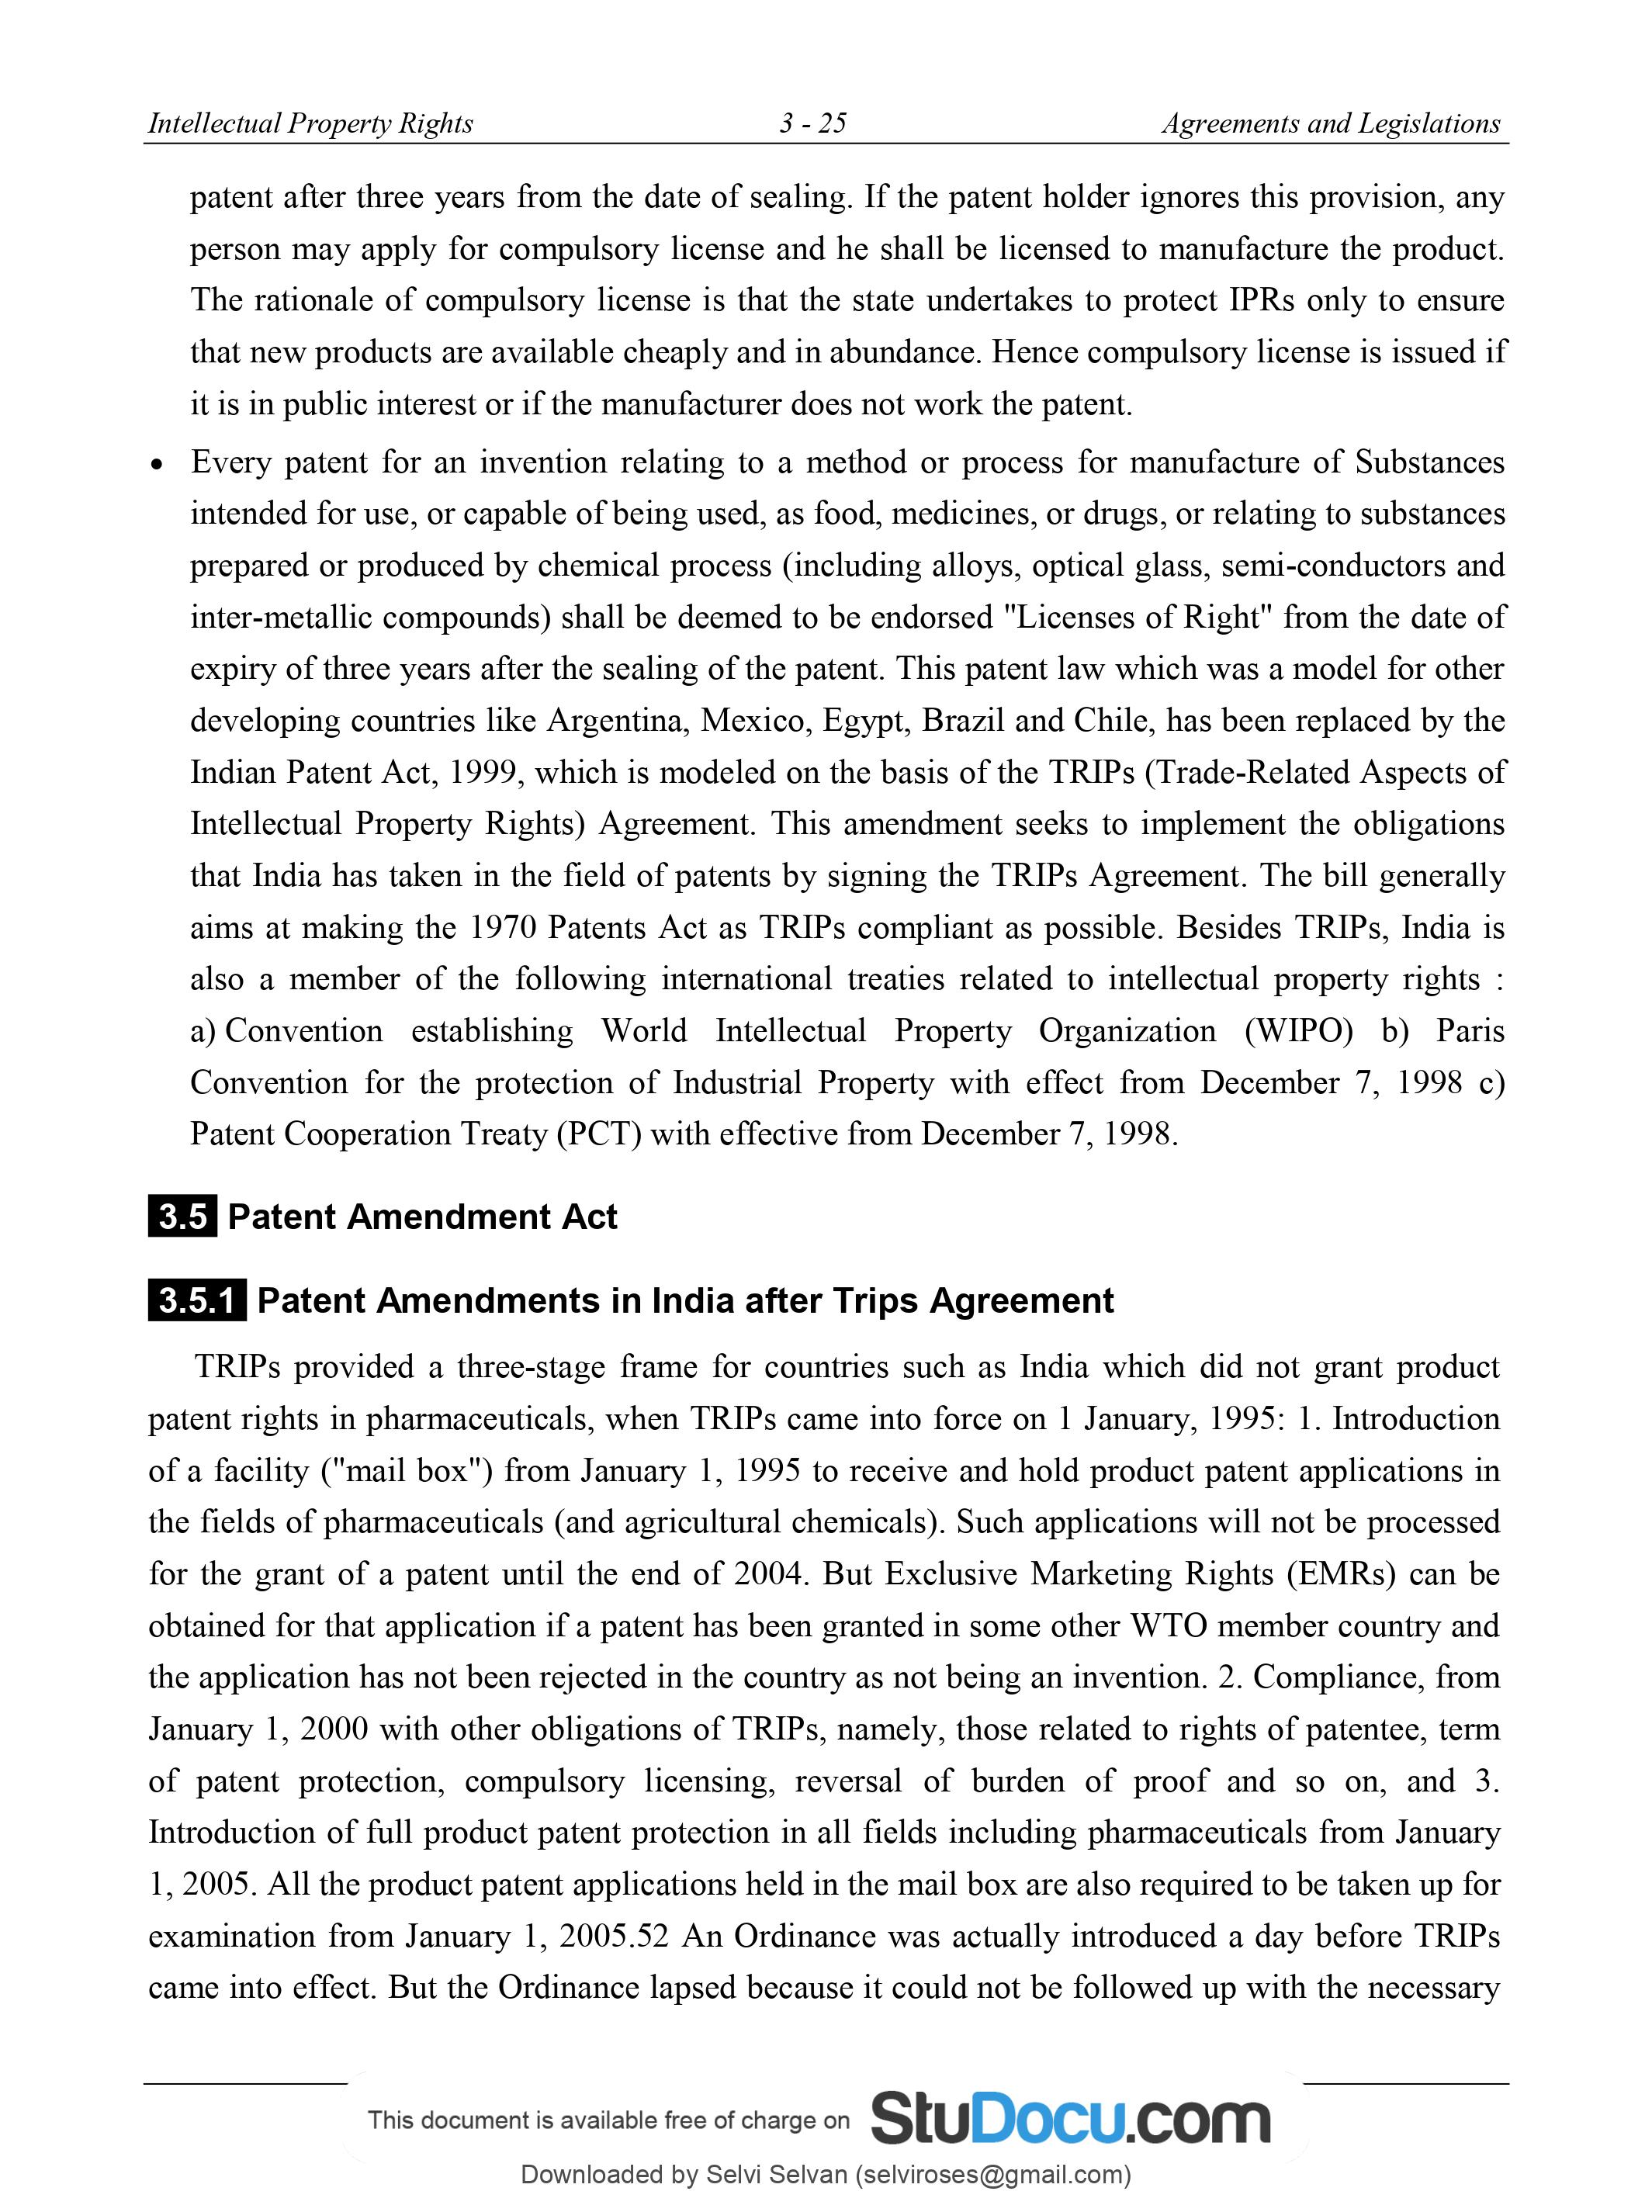 Intellectual Property Rights 3 - 25 Agreements and Legislations
patent after three years from the date of sealing. If the patent holder ignores this provision, any
person may apply for compulsory license and he shall be licensed to manufacture the product.
The rationale of compulsory license is that the state undertakes to protect IPRs only to ensure
that new products are available cheaply and in abundance. Hence compulsory license is issued if
it is in public interest or if the manufacturer does not work the patent.
• Every patent for an invention relating to a method or process for manufacture of Substances
intended for use, or capable of being used, as food, medicines, or drugs, or relating to substances
prepared or produced by chemical process (including alloys, optical glass, semi-conductors and
inter-metallic compounds) shall be deemed to be endorsed "Licenses of Right" from the date of
expiry of three years after the sealing of the patent. This patent law which was a model for other
developing countries like Argentina, Mexico, Egypt, Brazil and Chile, has been replaced by the
Indian Patent Act, 1999, which is modeled on the basis of the TRIPs (Trade-Related Aspects of
Intellectual Property Rights) Agreement. This amendment seeks to implement the obligations
that India has taken in the field of patents by signing the TRIPs Agreement. The bill generally
aims at making the 1970 Patents Act as TRIPs compliant as possible. Besides TRIPs, India is
also a member of the following international treaties related to intellectual property rights :
a) Convention establishing World Intellectual Property Organization (WIPO) b) Paris
Convention for the protection of Industrial Property with effect from December 7, 1998 c)
Patent Cooperation Treaty (PCT) with effective from December 7, 1998.
3.5 Patent Amendment Act
3.5.1 Patent Amendments in India after Trips Agreement
TRIPs provided a three-stage frame for countries such as India which did not grant product
patent rights in pharmaceuticals, when TRIPs came into force on 1 January, 1995: 1. Introduction
of a facility ("mail box") from January 1, 1995 to receive and hold product patent applications in
the fields of pharmaceuticals (and agricultural chemicals). Such applications will not be processed
for the grant of a patent until the end of 2004. But Exclusive Marketing Rights (EMRs) can be
obtained for that application if a patent has been granted in some other WTO member country and
the application has not been rejected in the country as not being an invention. 2. Compliance, from
January 1, 2000 with other obligations of TRIPs, namely, those related to rights of patentee, term
of patent protection, compulsory licensing, reversal of burden of proof and so on, and 3.
Introduction of full product patent protection in all fields including pharmaceuticals from January
1, 2005. All the product patent applications held in the mail box are also required to be taken up for
examination from January 1, 2005.52 An Ordinance was actually introduced a day before TRIPs
came into effect. But the Ordinance lapsed because it could not be followed up with the necessary
This document is available free of charge on StuDocu.com
Downloaded by Selvi Selvan (selviroses@gmail.com)